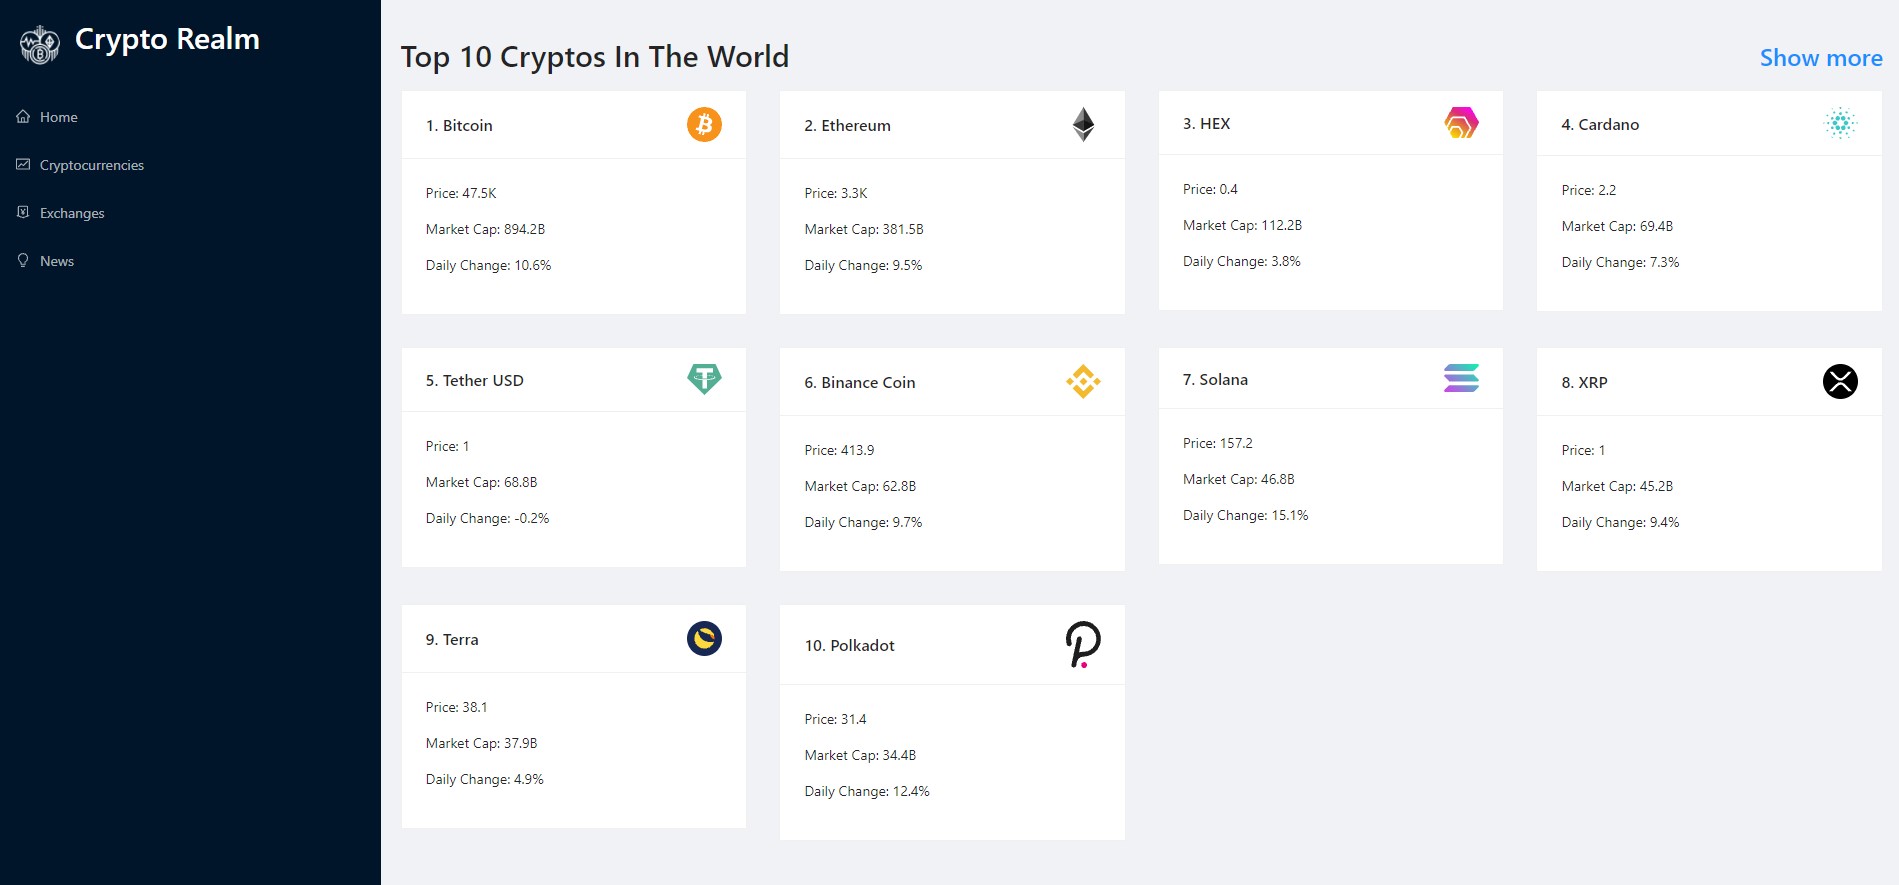 Crypto Realm
Home
Cryptocurrencies
Exchanges
News
Top 10 Cryptos In The World
Show more
1. Bitcoin
Price: 47.5K
Market Cap: 894.2B
Daily Change: 10.6%
2. Ethereum
Price: 3.3K
Market Cap: 381.5B
Daily Change: 9.5%
3. HEX
Price: 0.4
Market Cap: 112.2B
Daily Change: 3.8%
4. Cardano
Price: 2.2
Market Cap: 69.4B
Daily Change: 7.3%
5. Tether USD
Price: 1
Market Cap: 68.8B
Daily Change: -0.2%
6. Binance Coin
Price: 413.9
Market Cap: 62.8B
Daily Change: 9.7%
7. Solana
Price: 157.2
Market Cap: 46.8B
Daily Change: 15.1%
8. XRP
Price: 1
Market Cap: 45.2B
Daily Change: 9.4%
9. Terra
Price: 38.1
Market Cap: 37.9B
Daily Change: 4.9%
10. Polkadot
Price: 31.4
Market Cap: 34.4B
Daily Change: 12.4%